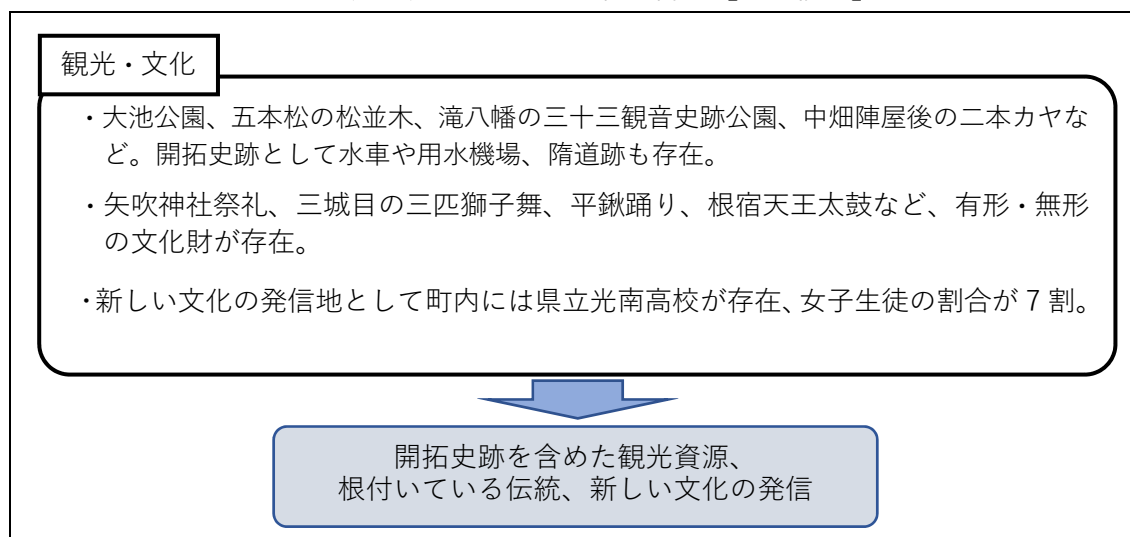 観光・文化
・大池公園、五本松の松並木、滝八幡の三十三観音史跡公園、中畑陣屋後の二本カヤな
ど。開拓史跡として水車や用水機場、隋道跡も存在。
・矢吹神社祭礼、三城目の三匹獅子舞、平鍬踊り、根宿天王太鼓など、有形・無形
の文化財が存在。
・新しい文化の発信地として町内には県立光南高校が存在、女子生徒の割合が 7 割。
開拓史跡を含めた観光資源、
根付いている伝統、新しい文化の発信